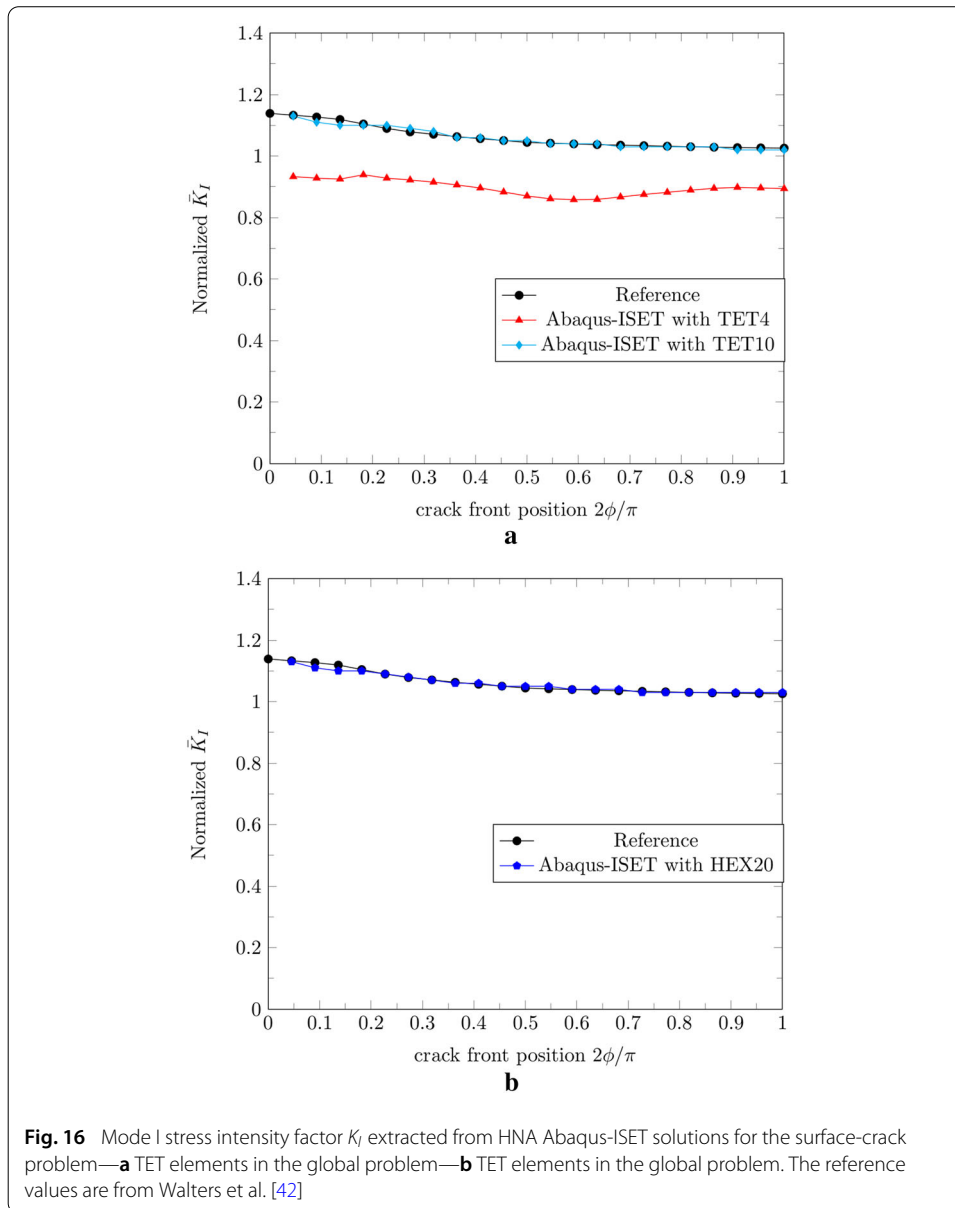 1.4
1.2
1
0.8
0.6
0.4
0.2
0
Normalized K̄_I
Reference
Abaqus-ISET with TET4
Abaqus-ISET with TET10
0 0.1 0.2 0.3 0.4 0.5 0.6 0.7 0.8 0.9 1
crack front position 2ϕ/π
a
1.4
1.2
1
0.8
0.6
0.4
0.2
0
Normalized K̄_I
Reference
Abaqus-ISET with HEX20
0 0.1 0.2 0.3 0.4 0.5 0.6 0.7 0.8 0.9 1
crack front position 2ϕ/π
b
Fig. 16 Mode I stress intensity factor K_I extracted from HNA Abaqus-ISET solutions for the surface-crack
problem—a TET elements in the global problem—b TET elements in the global problem. The reference
values are from Walters et al. [42]